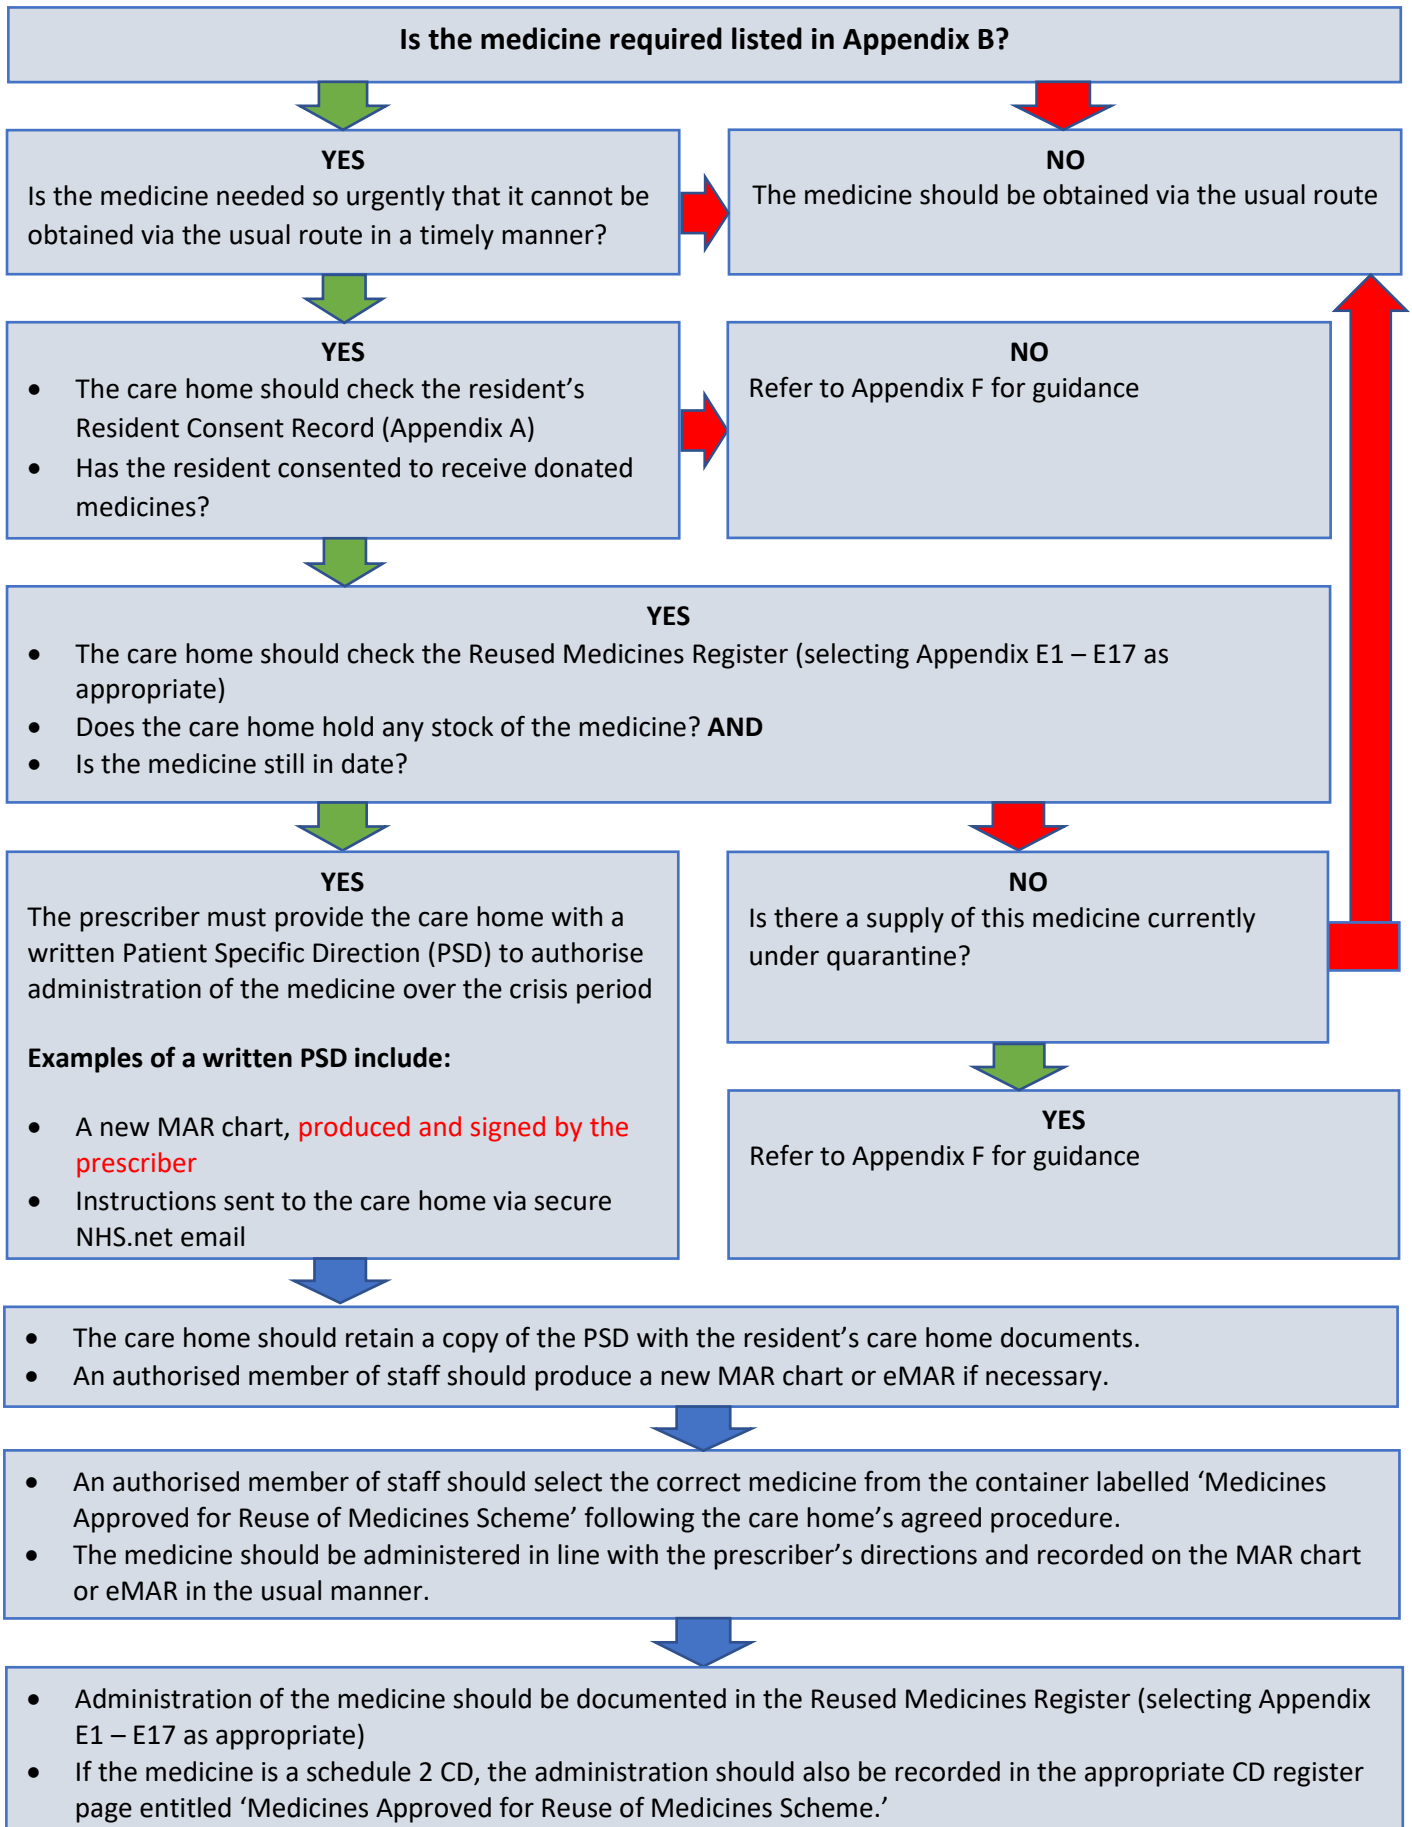 Is the medicine required listed in Appendix B?
YES
Is the medicine needed so urgently that it cannot be
obtained via the usual route in a timely manner?
NO
The medicine should be obtained via the usual route
YES
• The care home should check the resident’s
Resident Consent Record (Appendix A)
• Has the resident consented to receive donated
medicines?
NO
Refer to Appendix F for guidance
YES
• The care home should check the Reused Medicines Register (selecting Appendix E1 – E17 as
appropriate)
• Does the care home hold any stock of the medicine? AND
• Is the medicine still in date?
YES
The prescriber must provide the care home with a
written Patient Specific Direction (PSD) to authorise
administration of the medicine over the crisis period
Examples of a written PSD include:
• A new MAR chart, produced and signed by the
prescriber
• Instructions sent to the care home via secure
NHS.net email
NO
Is there a supply of this medicine currently
under quarantine?
YES
Refer to Appendix F for guidance
• The care home should retain a copy of the PSD with the resident’s care home documents.
• An authorised member of staff should produce a new MAR chart or eMAR if necessary.
• An authorised member of staff should select the correct medicine from the container labelled ‘Medicines
Approved for Reuse of Medicines Scheme’ following the care home’s agreed procedure.
• The medicine should be administered in line with the prescriber’s directions and recorded on the MAR chart
or eMAR in the usual manner.
• Administration of the medicine should be documented in the Reused Medicines Register (selecting Appendix
E1 – E17 as appropriate)
• If the medicine is a schedule 2 CD, the administration should also be recorded in the appropriate CD register
page entitled ‘Medicines Approved for Reuse of Medicines Scheme.’